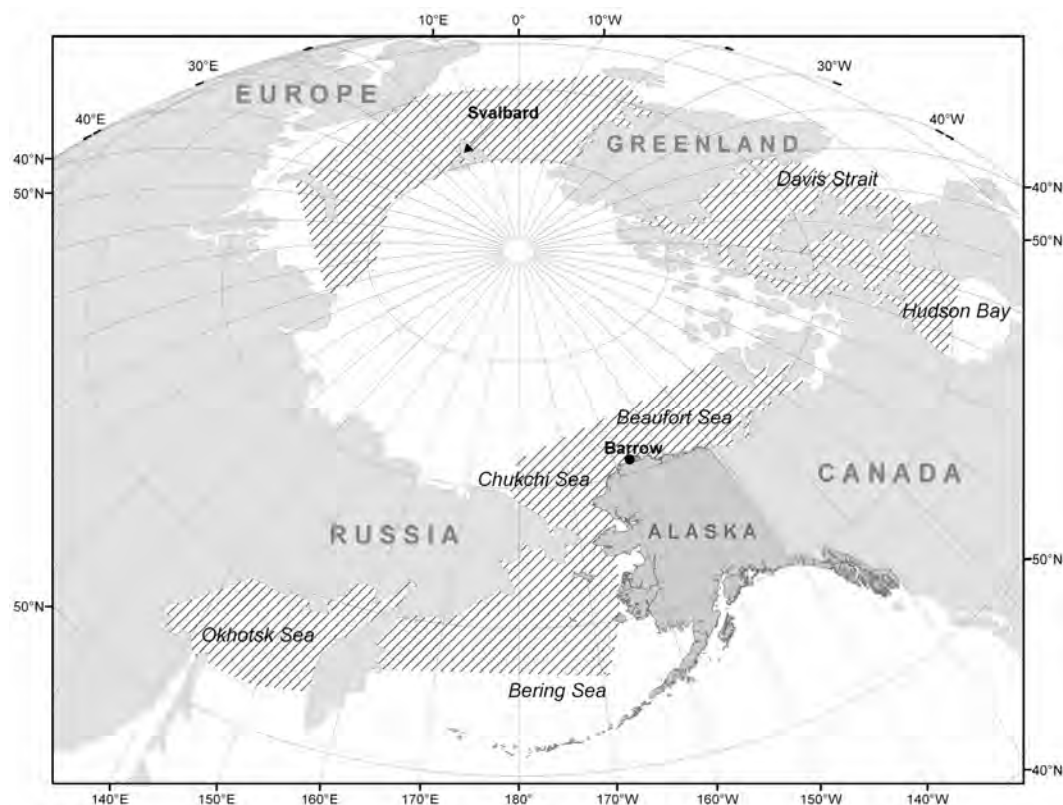 10°E 0° 10°W
30°E 30°W
EUROPE
Svalbard
40°E 40°W
GREENLAND
40°N
Davis Strait
40°N
50°N
50°N
Hudson Bay
Beaufort Sea
Barrow
Chukchi Sea
CANADA
RUSSIA
ALASKA
50°N
50°N
Okhotsk Sea
Bering Sea
40°N
140°E 150°E 160°E 170°E 180° 170°W 160°W 150°W 140°W